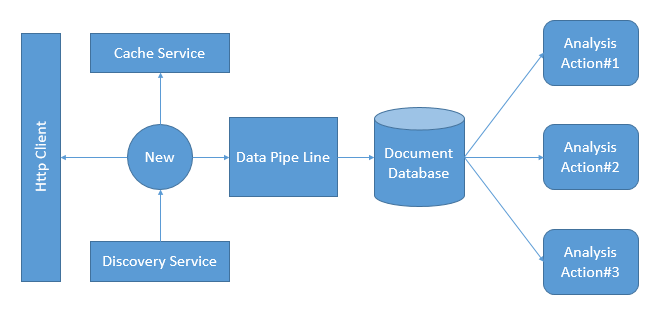 Http Client
Cache Service
New
Discovery Service
Data Pipe Line
Document
Database
Analysis
Action#1
Analysis
Action#2
Analysis
Action#3